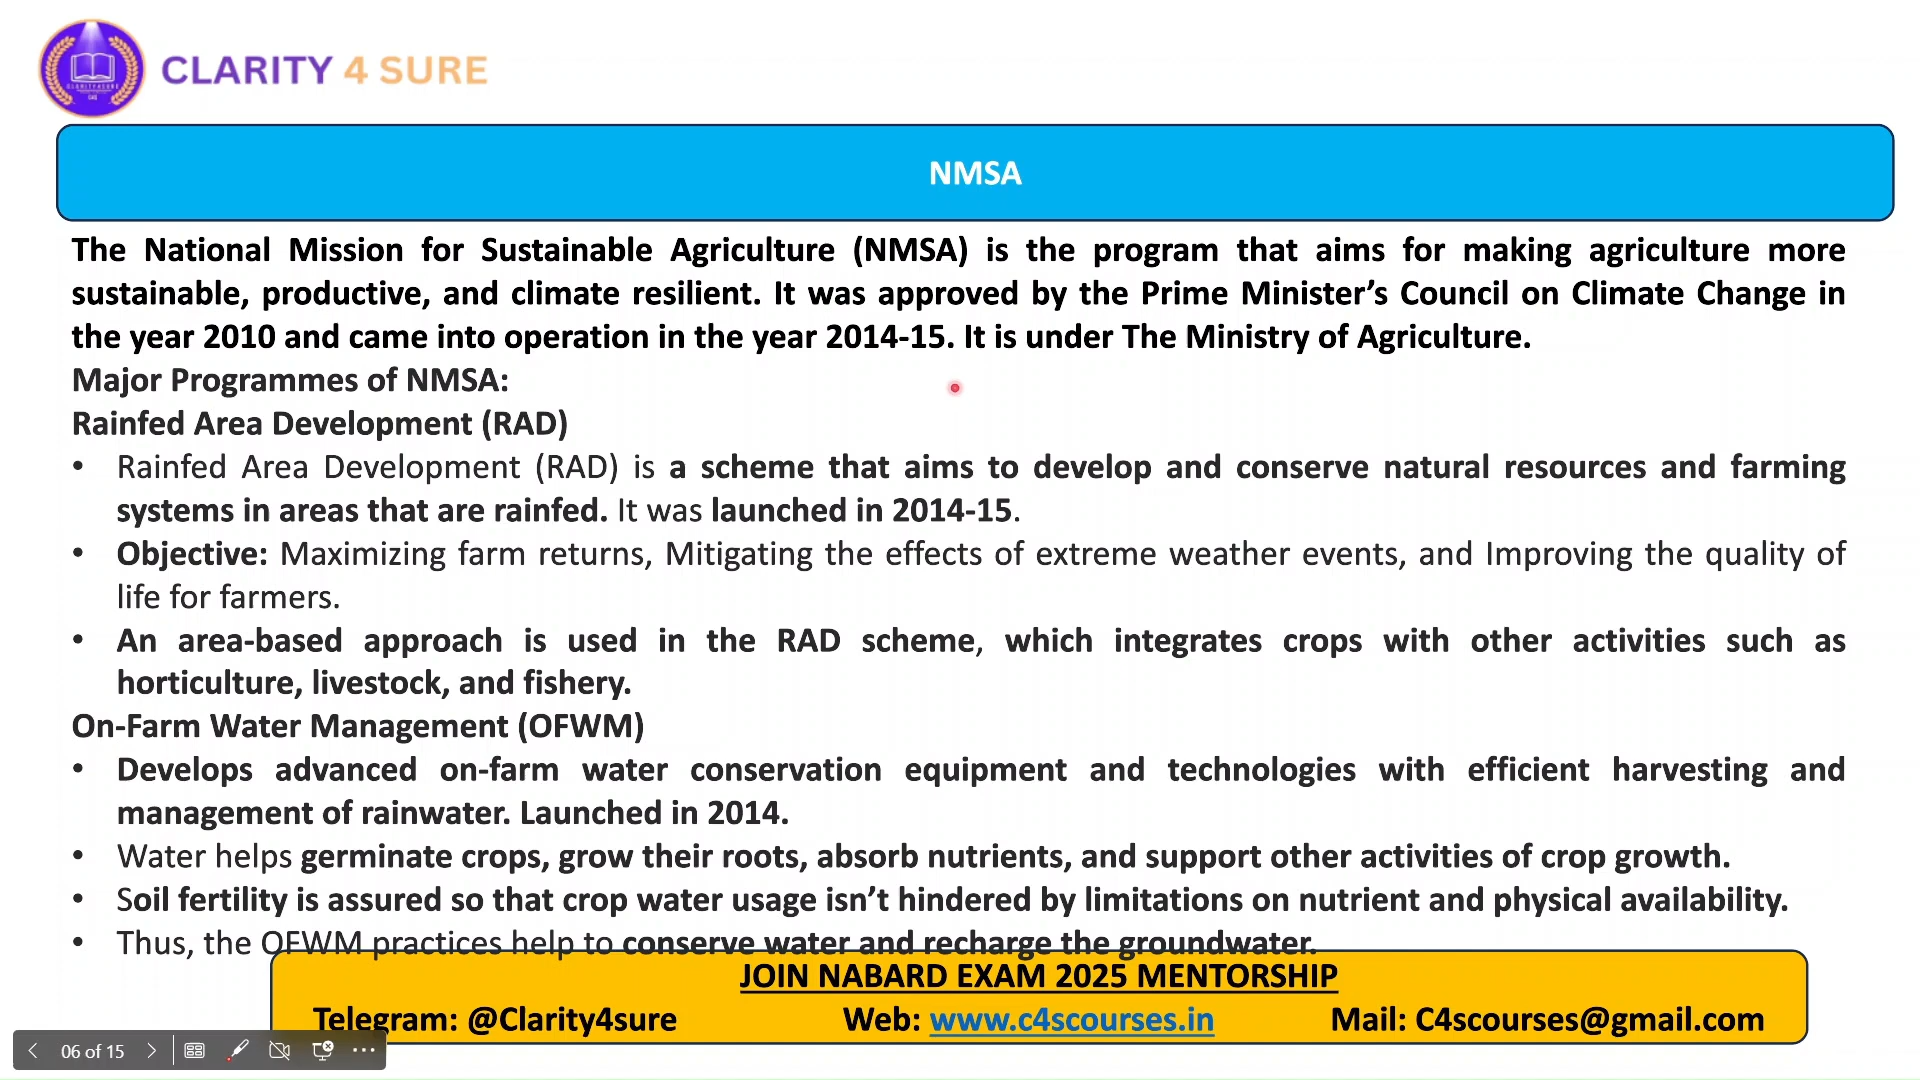 CLARITY 4 SURE
NMSA
The National Mission for Sustainable Agriculture (NMSA) is the program that aims for making agriculture more
sustainable, productive, and climate resilient. It was approved by the Prime Minister’s Council on Climate Change in
the year 2010 and came into operation in the year 2014-15. It is under The Ministry of Agriculture.
Major Programmes of NMSA:
Rainfed Area Development (RAD)
• Rainfed Area Development (RAD) is a scheme that aims to develop and conserve natural resources and farming
systems in areas that are rainfed. It was launched in 2014-15.
• Objective: Maximizing farm returns, Mitigating the effects of extreme weather events, and Improving the quality of
life for farmers.
• An area-based approach is used in the RAD scheme, which integrates crops with other activities such as
horticulture, livestock, and fishery.
On-Farm Water Management (OFWM)
• Develops advanced on-farm water conservation equipment and technologies with efficient harvesting and
management of rainwater. Launched in 2014.
• Water helps germinate crops, grow their roots, absorb nutrients, and support other activities of crop growth.
• Soil fertility is assured so that crop water usage isn’t hindered by limitations on nutrient and physical availability.
• Thus, the OFWM practices help to conserve water and recharge the groundwater.
JOIN NABARD EXAM 2025 MENTORSHIP
Telegram: @Clarity4sure Web: www.c4scourses.in Mail: C4scourses@gmail.com
06 of 15